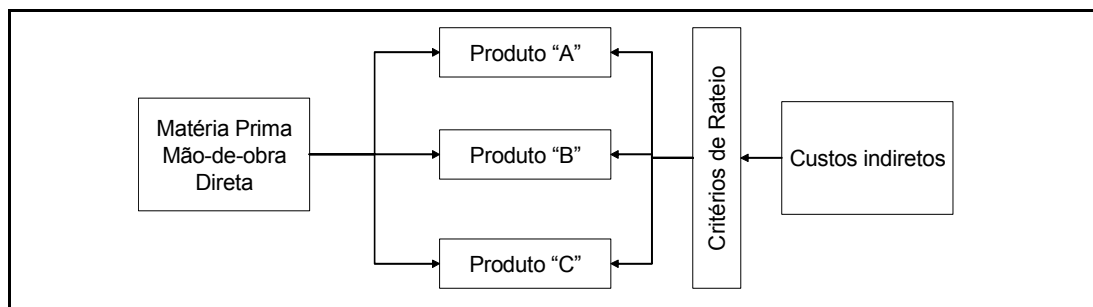 Matéria Prima
Mão-de-obra
Direta
Produto “A”
Produto “B”
Produto “C”
Critérios de Rateio
Custos indiretos